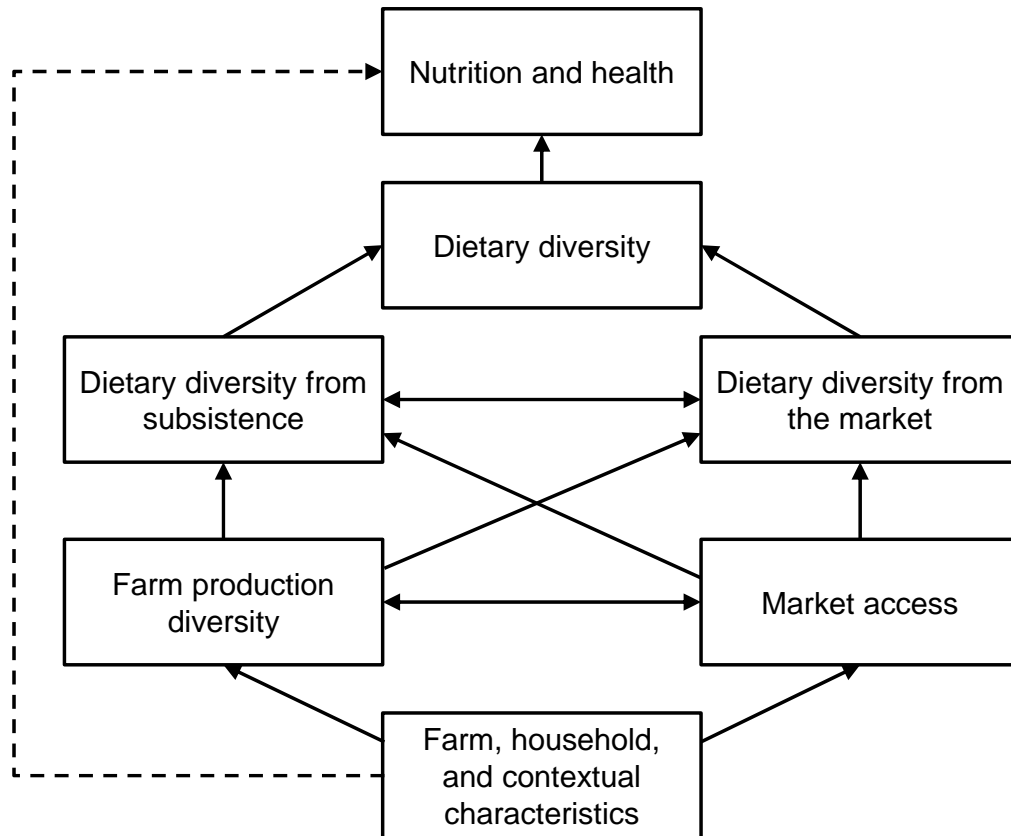 Nutrition and health
Dietary diversity
Dietary diversity from
subsistence
Dietary diversity from
the market
Farm production
diversity
Market access
Farm, household,
and contextual
characteristics